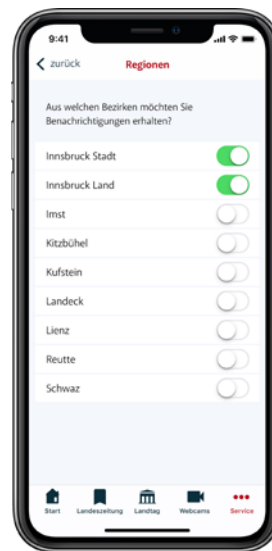 9:41
zurück
Regionen
Aus welchen Bezirken möchten Sie
Benachrichtigungen erhalten?
Innsbruck Stadt
Innsbruck Land
Imst
Kitzbühel
Kufstein
Landeck
Lienz
Reutte
Schwaz
Start Landeszeitung Landtag Webcams Service